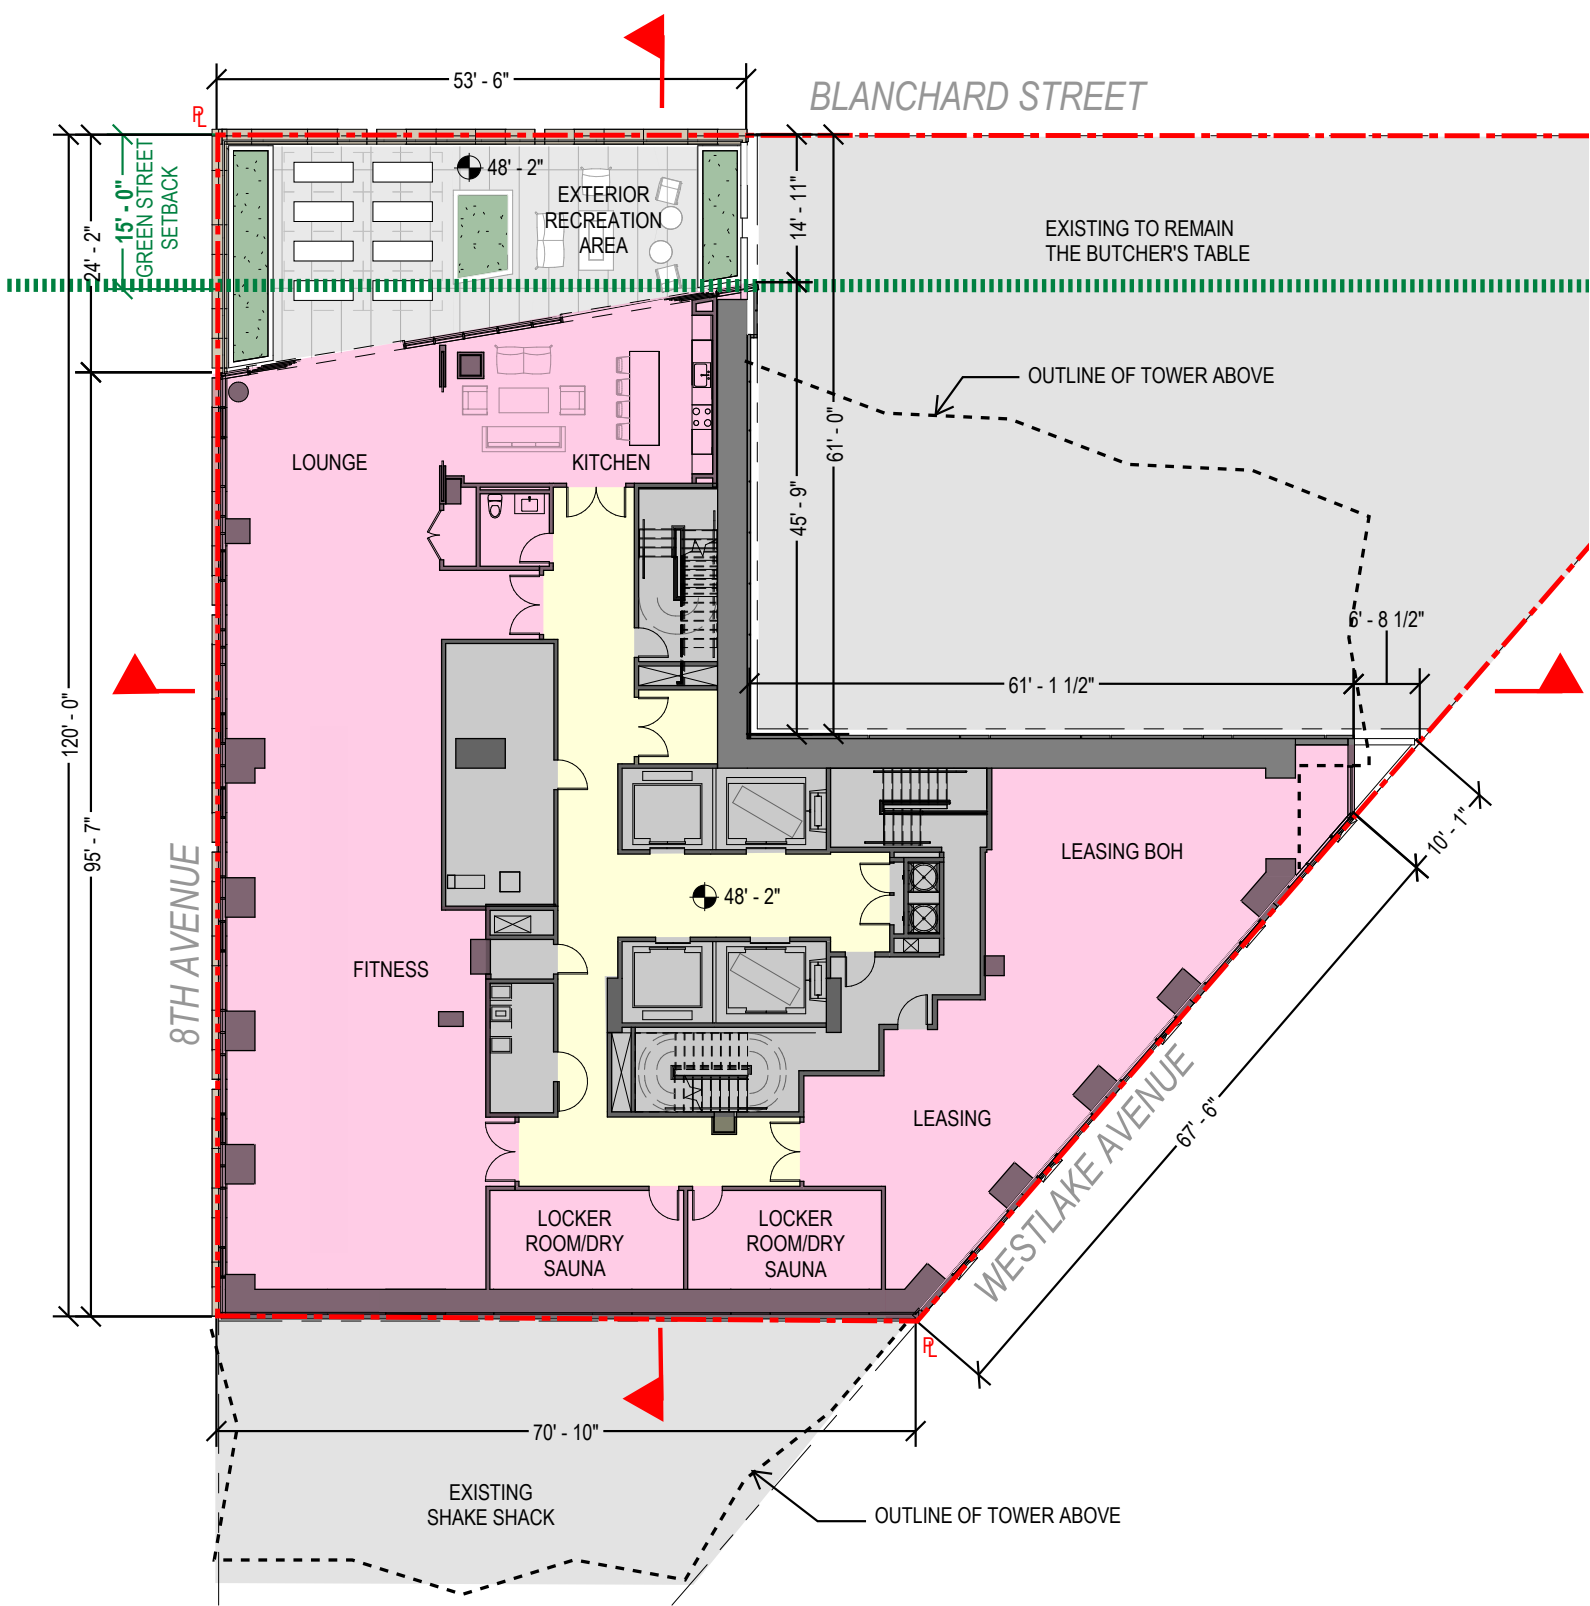 53' - 6"
BLANCHARD STREET
PL
48' - 2"
15' - 0"
GREEN STREET
SETBACK
24' - 2"
14' - 11"
EXTERIOR
RECREATION
AREA
EXISTING TO REMAIN
THE BUTCHER'S TABLE
OUTLINE OF TOWER ABOVE
61' - 0"
45' - 9"
LOUNGE
KITCHEN
6' - 8 1/2"
61' - 1 1/2"
120' - 0"
95' - 7"
10' - 1"
LEASING BOH
48' - 2"
8TH AVENUE
FITNESS
LEASING
WESTLAKE AVENUE
67' - 6"
LOCKER
ROOM/DRY
SAUNA
LOCKER
ROOM/DRY
SAUNA
PL
70' - 10"
EXISTING
SHAKE SHACK
OUTLINE OF TOWER ABOVE